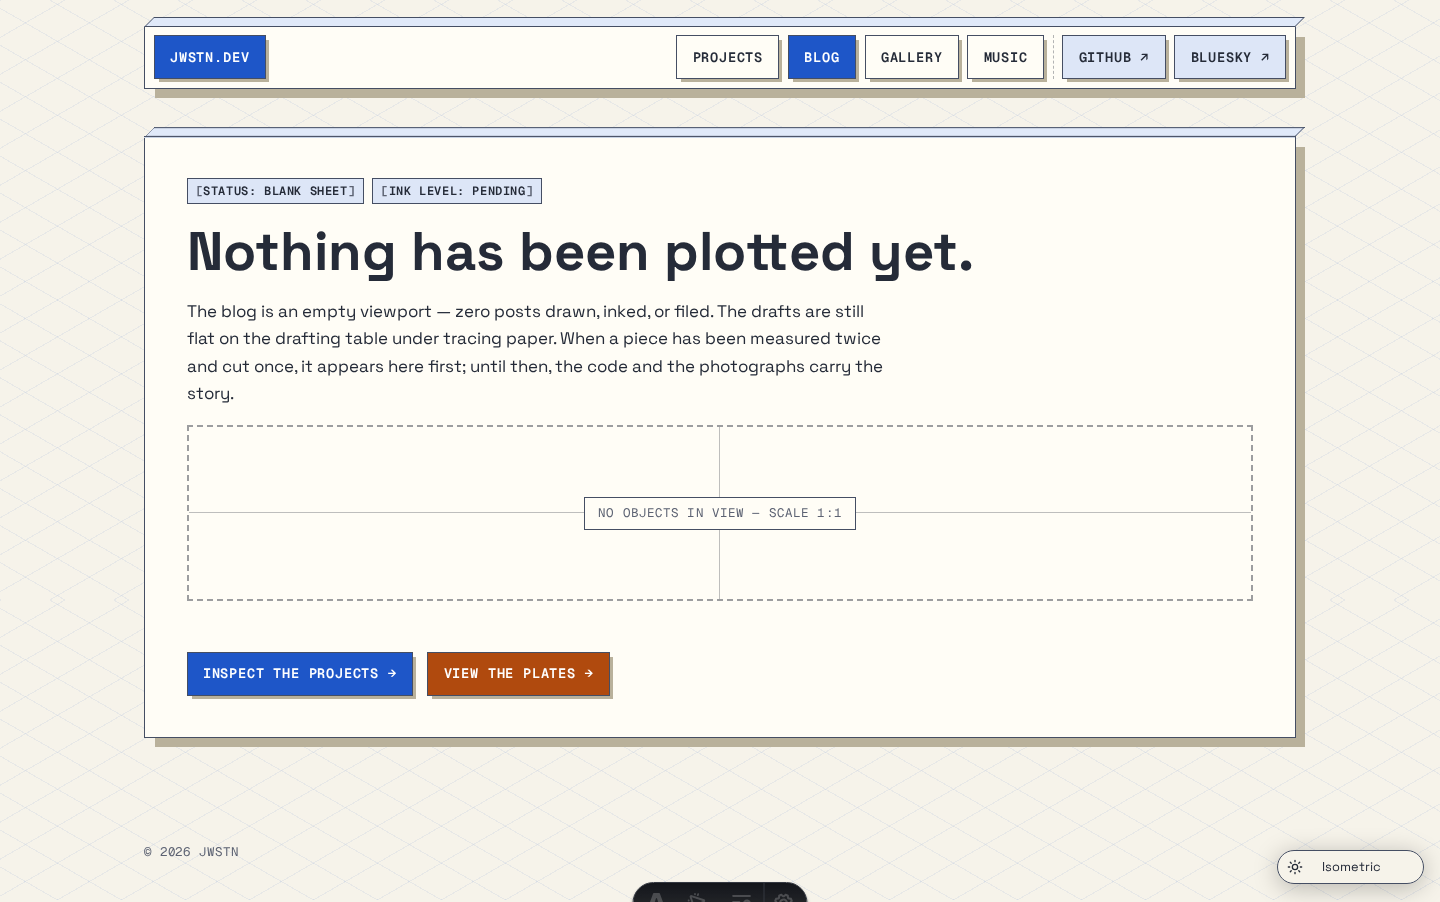 JWSTN.DEV
PROJECTS
BLOG
GALLERY
MUSIC
GITHUB ↗
BLUESKY ↗
[STATUS: BLANK SHEET]
[INK LEVEL: PENDING]
Nothing has been plotted yet.
The blog is an empty viewport — zero posts drawn, inked, or filed. The drafts are still
flat on the drafting table under tracing paper. When a piece has been measured twice
and cut once, it appears here first; until then, the code and the photographs carry the
story.
NO OBJECTS IN VIEW — SCALE 1:1
INSPECT THE PROJECTS →
VIEW THE PLATES →
© 2026 JWSTN
Isometric